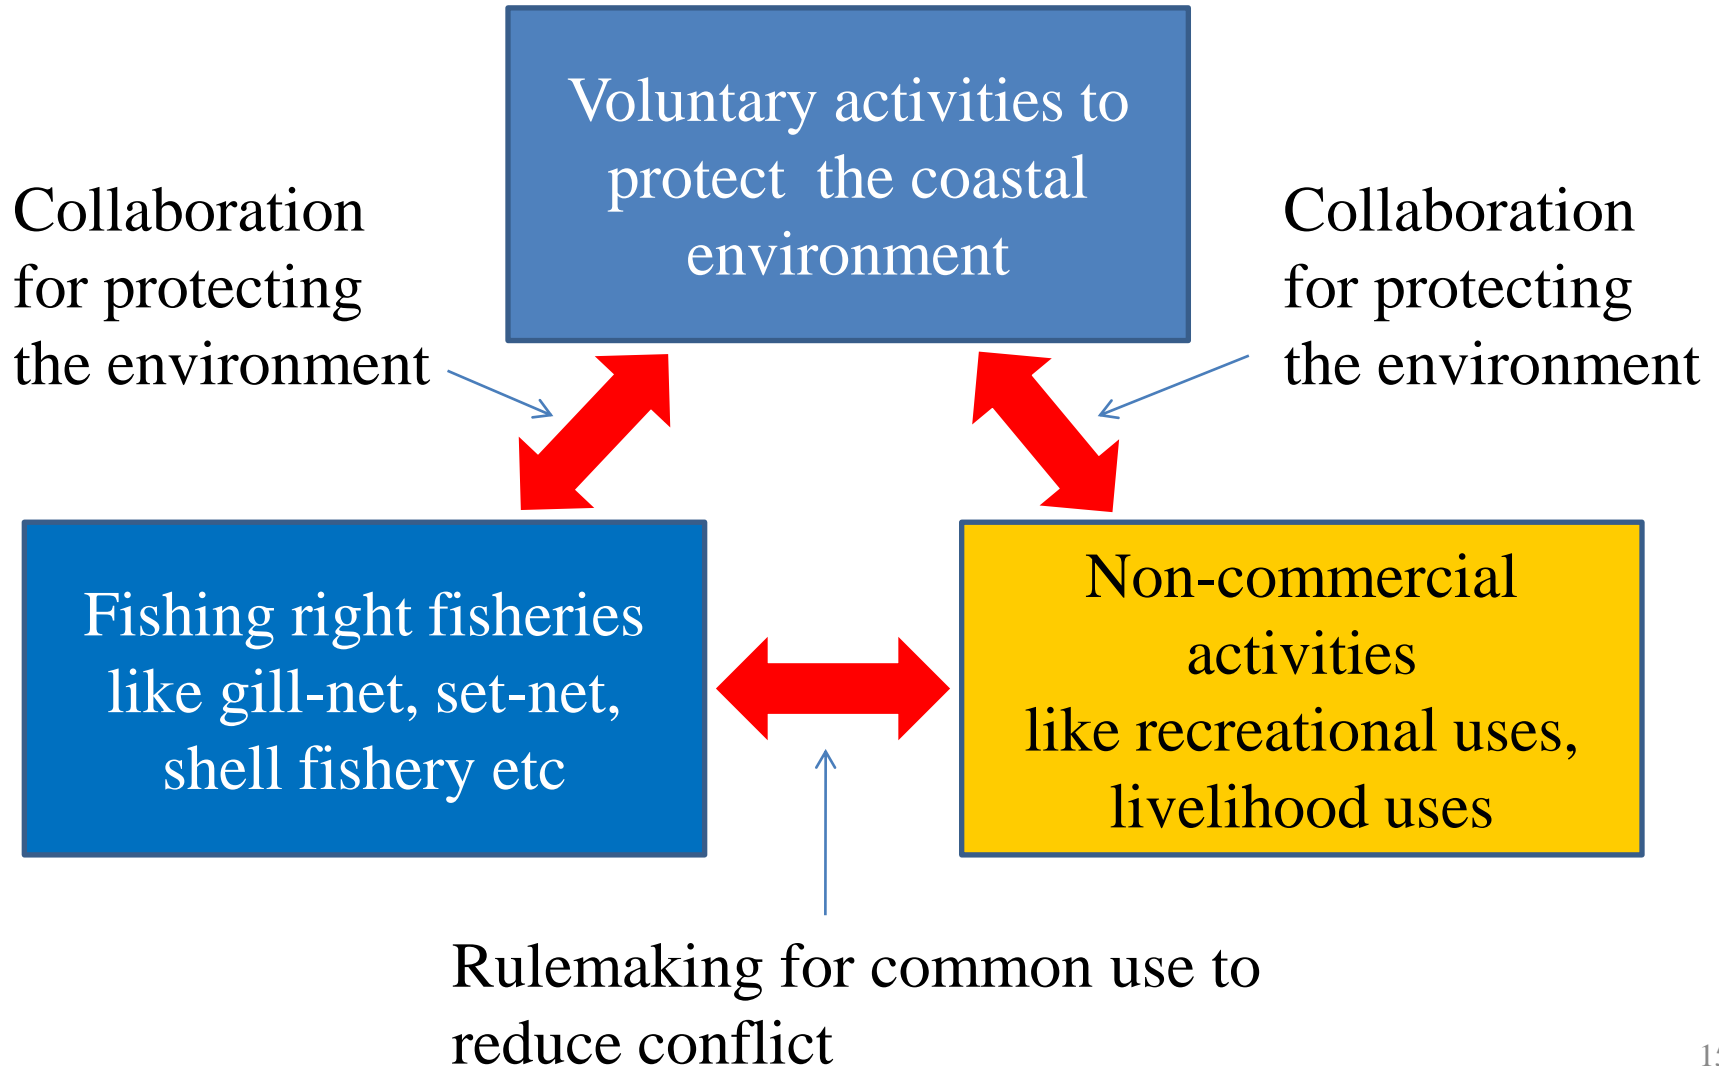 Voluntary activities to
protect the coastal
environment
Collaboration
for protecting
the environment
Collaboration
for protecting
the environment
Fishing right fisheries
like gill-net, set-net,
shell fishery etc
Non-commercial
activities
like recreational uses,
livelihood uses
Rulemaking for common use to
reduce conflict